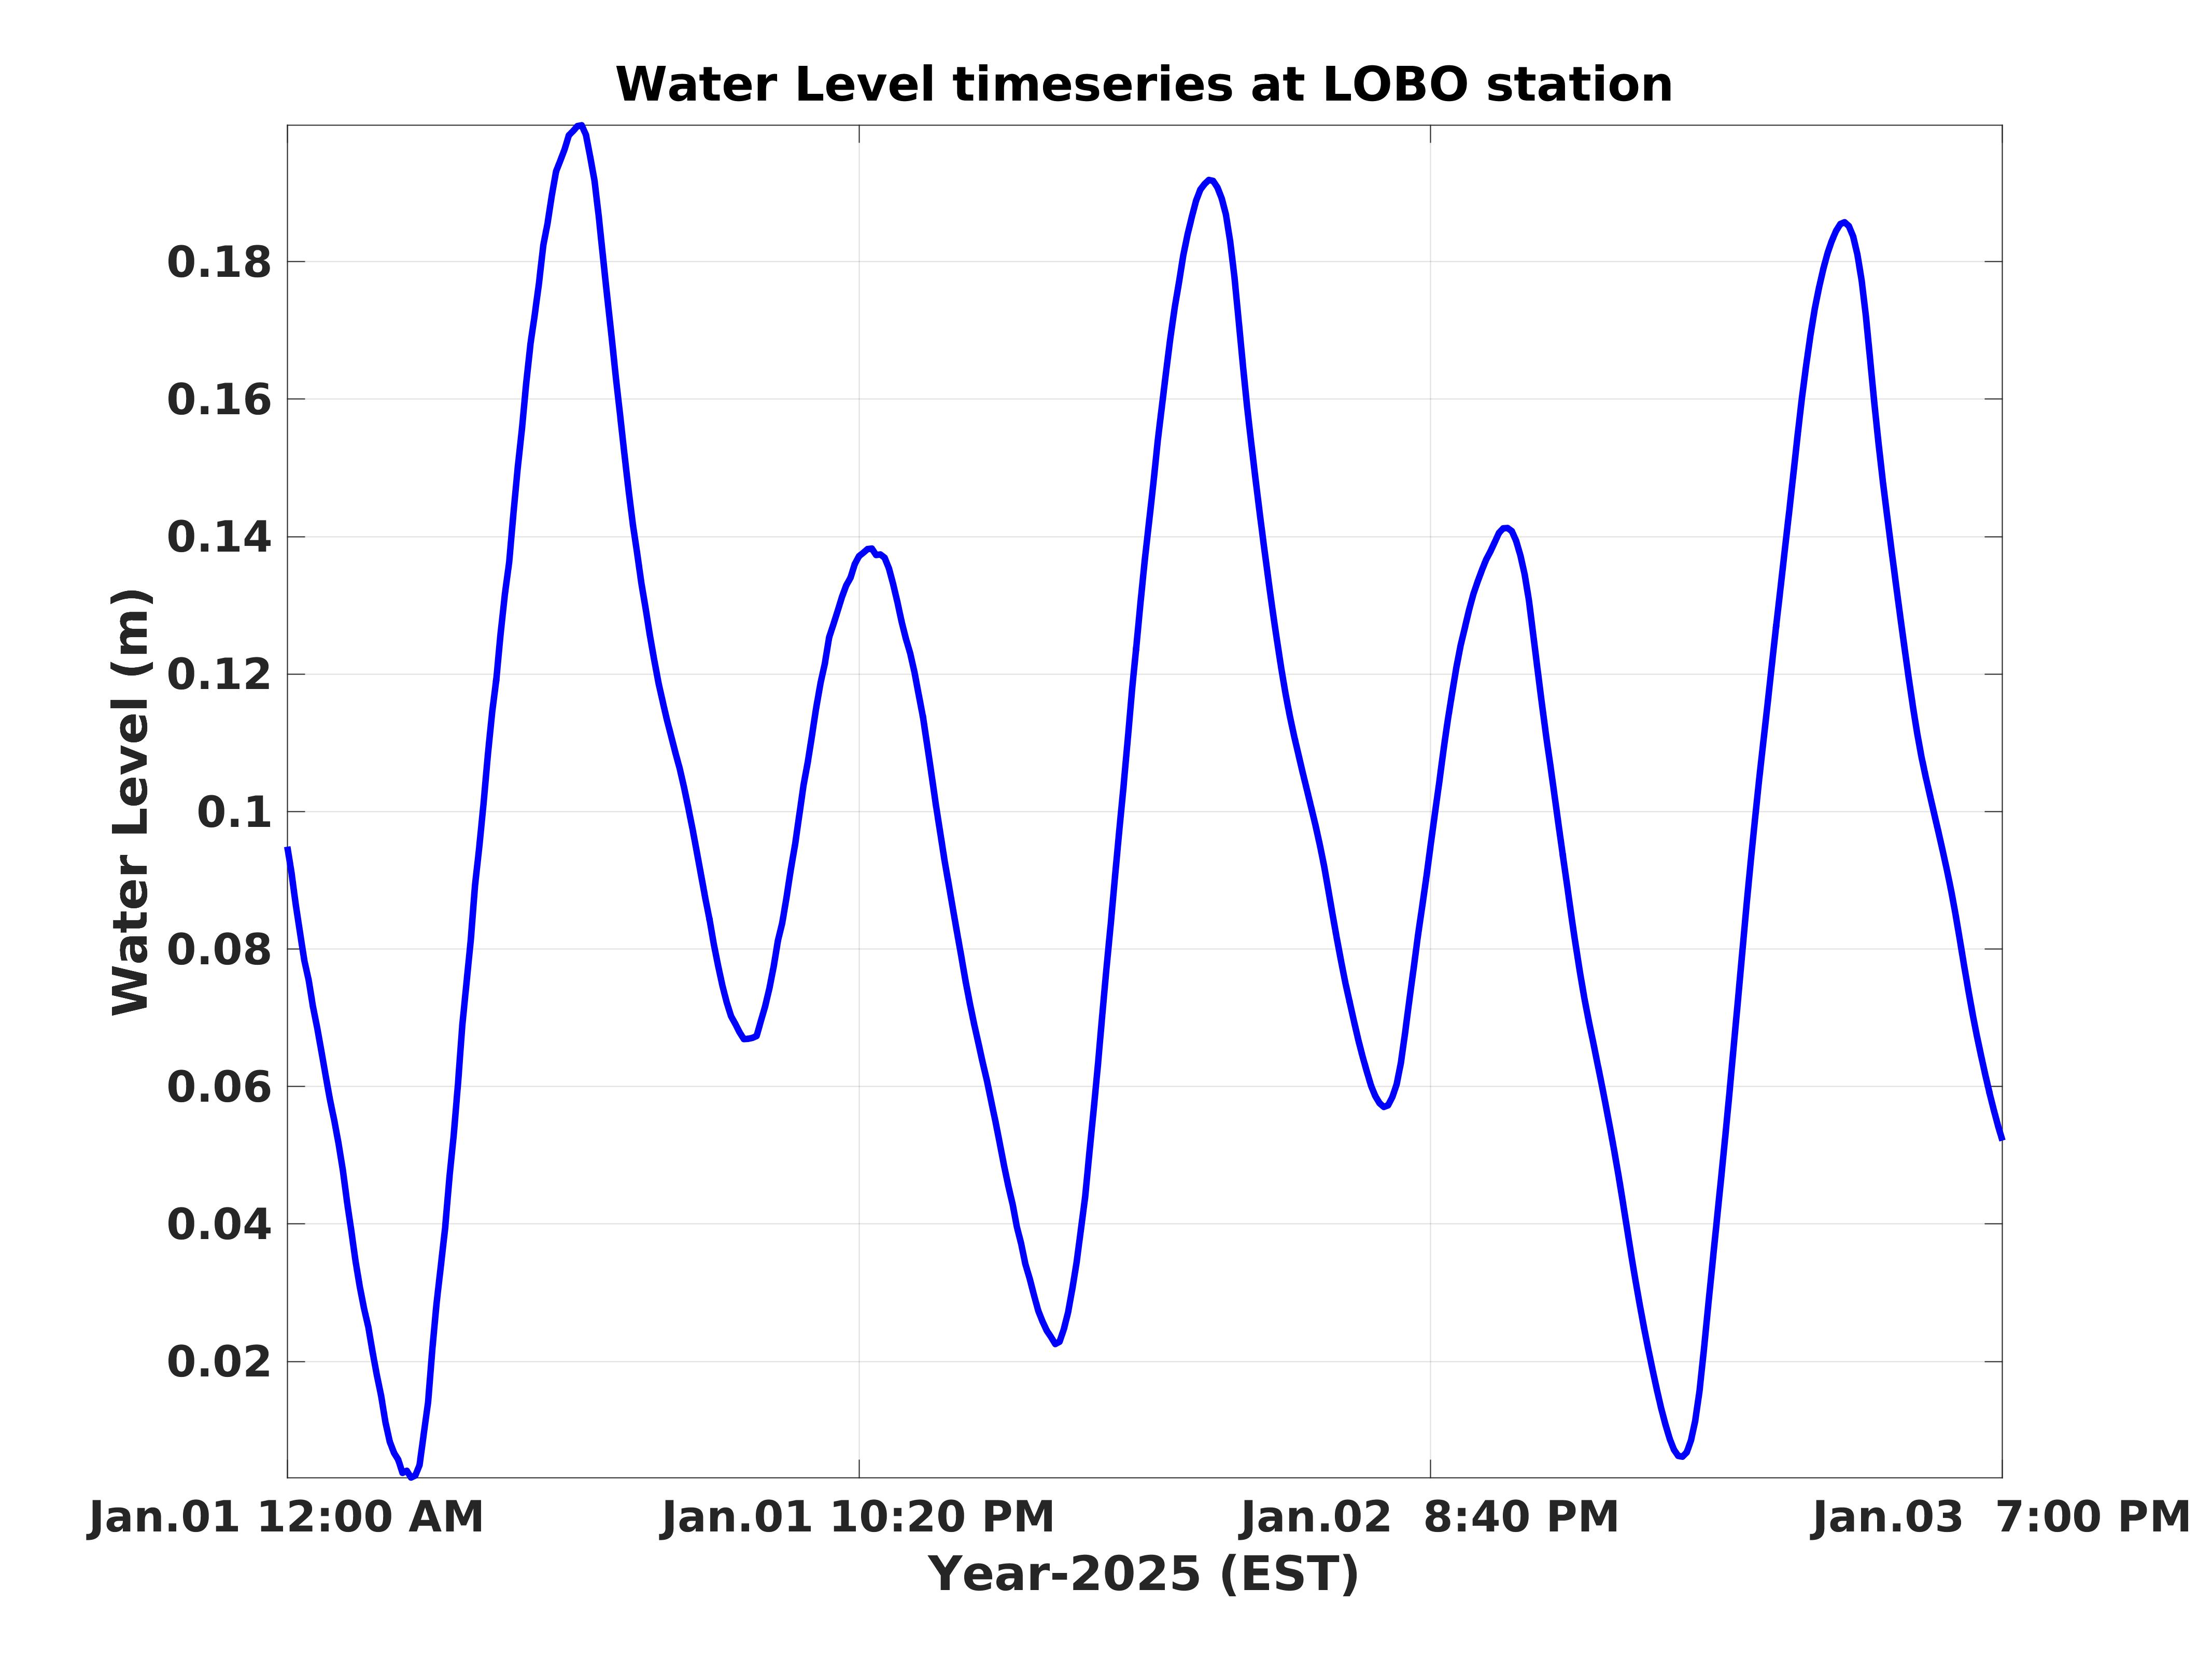 Water Level timeseries at LOBO station
Water Level (m)
0.18
0.16
0.14
0.12
0.1
0.08
0.06
0.04
0.02
Jan.01 12:00 AM Jan.01 10:20 PM Jan.02  8:40 PM Jan.03  7:00 PM
Year-2025 (EST)